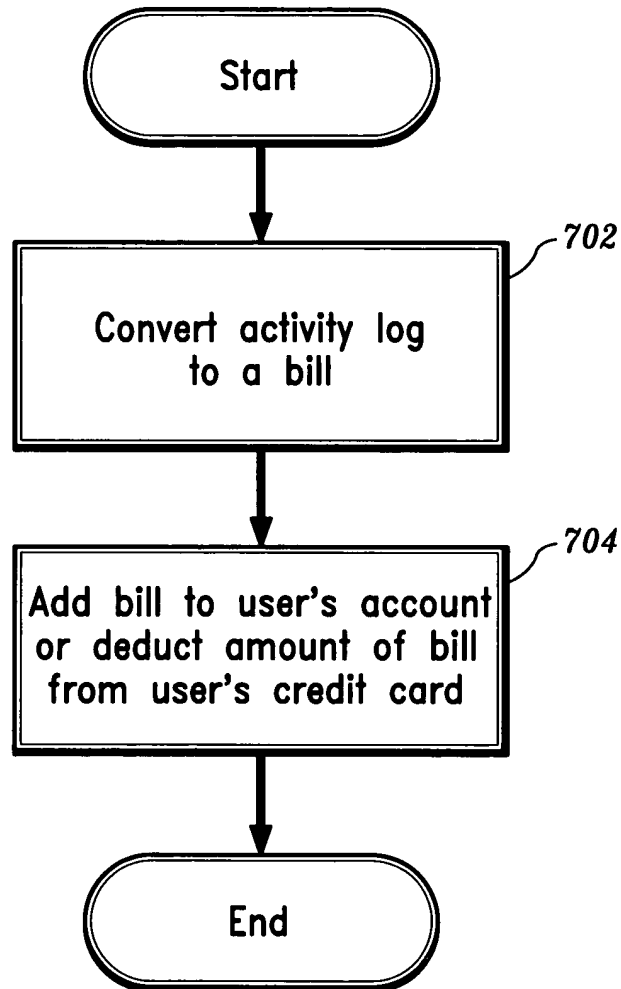 Start
702
Convert activity log
to a bill
704
Add bill to user's account
or deduct amount of bill
from user's credit card
End